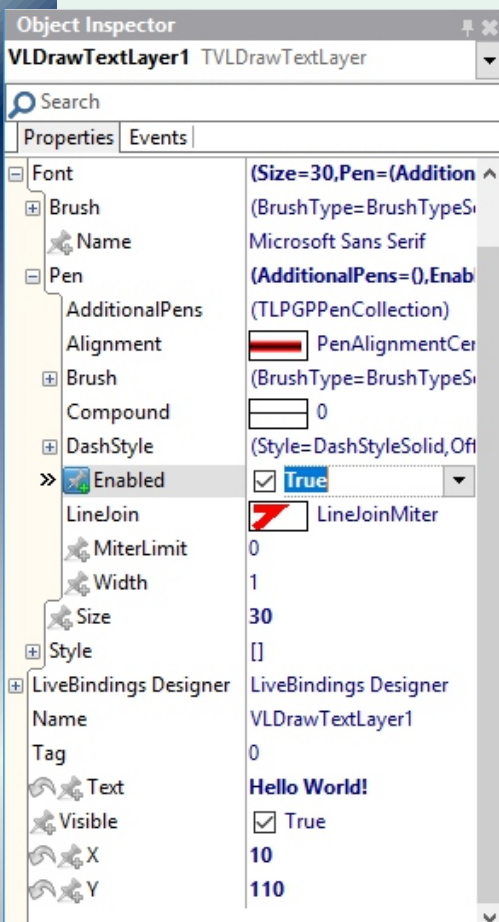 Object Inspector
VLDrawTextLayer1 TVLDrawTextLayer
Search
Properties Events
Font (Size=30,Pen=(Addition
Brush (BrushType=BrushTypeS
Name Microsoft Sans Serif
Pen (AdditionalPens=(),Enab
AdditionalPens (TLPGPPenCollection)
Alignment PenAlignmentCer
Brush (BrushType=BrushTypeS
Compound 0
DashStyle (Style=DashStyleSolid,Off
Enabled True
LineJoin LineJoinMiter
MiterLimit 0
Width 1
Size 30
Style []
LiveBindings Designer LiveBindings Designer
Name VLDrawTextLayer1
Tag 0
Text Hello World!
Visible True
X 10
Y 110